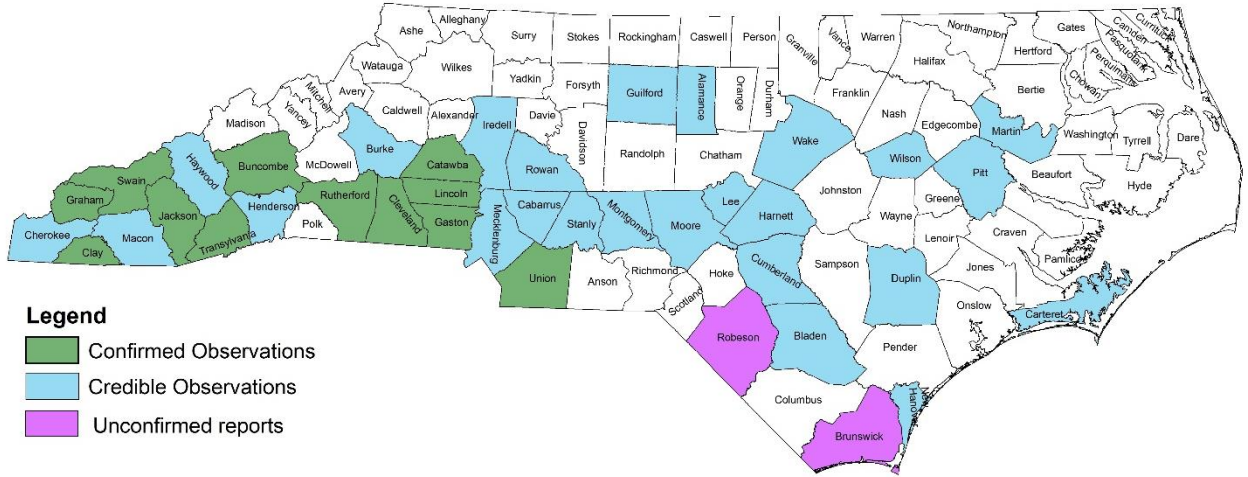 Alleghany
Ashe
Surry
Stokes
Rockingham
Caswell
Person
Granville
Vance
Warren
Northampton
Gates
Camden
Currituck
Pasquotank
Perquimans
Chowan
Hertford
Halifax
Bertie
Watauga
Wilkes
Yadkin
Forsyth
Guilford
Alamance
Orange
Durham
Franklin
Nash
Edgecombe
Martin
Washington
Tyrrell
Dare
Mitchell
Avery
Yancey
Caldwell
Alexander
Iredell
Davie
Davidson
Randolph
Chatham
Wake
Wilson
Pitt
Beaufort
Hyde
Madison
Haywood
Buncombe
McDowell
Burke
Catawba
Rowan
Swain
Graham
Jackson
Henderson
Rutherford
Cleveland
Lincoln
Gaston
Mecklenburg
Cabarrus
Stanly
Montgomery
Moore
Lee
Harnett
Johnston
Wayne
Greene
Lenoir
Craven
Pamlico
Cherokee
Macon
Clay
Transylvania
Polk
Union
Anson
Richmond
Scotland
Hoke
Cumberland
Sampson
Duplin
Jones
Onslow
Carteret
Robeson
Bladen
Pender
Columbus
Brunswick
New
Hanover
Legend
Confirmed Observations
Credible Observations
Unconfirmed reports